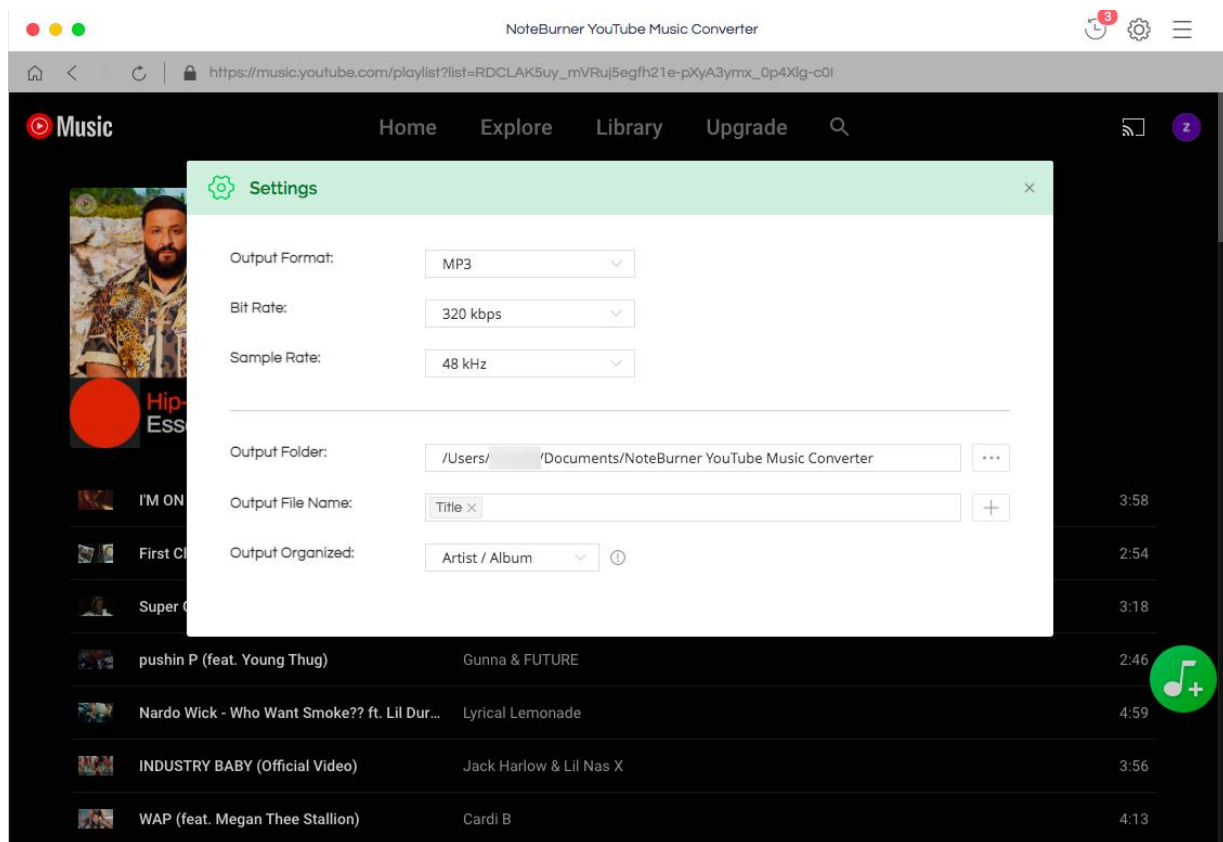 NoteBurner YouTube Music Converter
3
https://music.youtube.com/playlist?list=RDCLAK5uy_mVRuj5egfh21e-pXyA3ymx_0p4Xlg-c0I
Music Home Explore Library Upgrade
Z
Settings
Output Format: MP3
Bit Rate: 320 kbps
Sample Rate: 48 kHz
Hip-
Ess
Output Folder: /Users/ /Documents/NoteBurner YouTube Music Converter
Output File Name: Title
Output Organized: Artist / Album
I'M ON 3:58
First Cl 2:54
Super 3:18
pushin P (feat. Young Thug) Gunna & FUTURE 2:46
Nardo Wick - Who Want Smoke?? ft. Lil Dur... Lyrical Lemonade 4:59
INDUSTRY BABY (Official Video) Jack Harlow & Lil Nas X 3:56
WAP (feat. Megan Thee Stallion) Cardi B 4:13